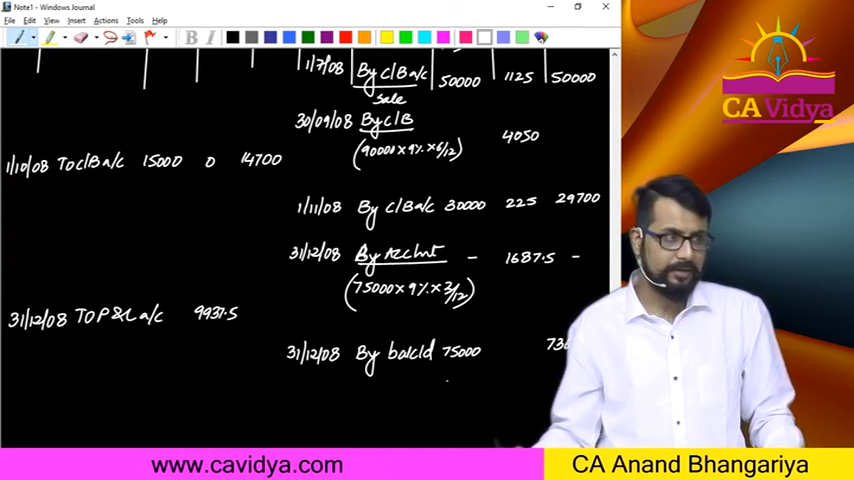 Note1 - Windows Journal
File Edit View Insert Actions Tools Help
B I
1/7/08 By C/B a/c 50000 1125 50000
Sale
30/09/08 By C/B 4050
(90000 x 9% x 6/12)
1/10/08 To C/B a/c 15000 0 14700
1/11/08 By C/B a/c 30000 225 29700
31/12/08 By Acc Int - 1687.5 -
(75000 x 9% x 3/12)
31/12/08 TO P&L a/c 9937.5
31/12/08 By bal c/d 75000
CA Vidya
www.cavidya.com
CA Anand Bhangariya